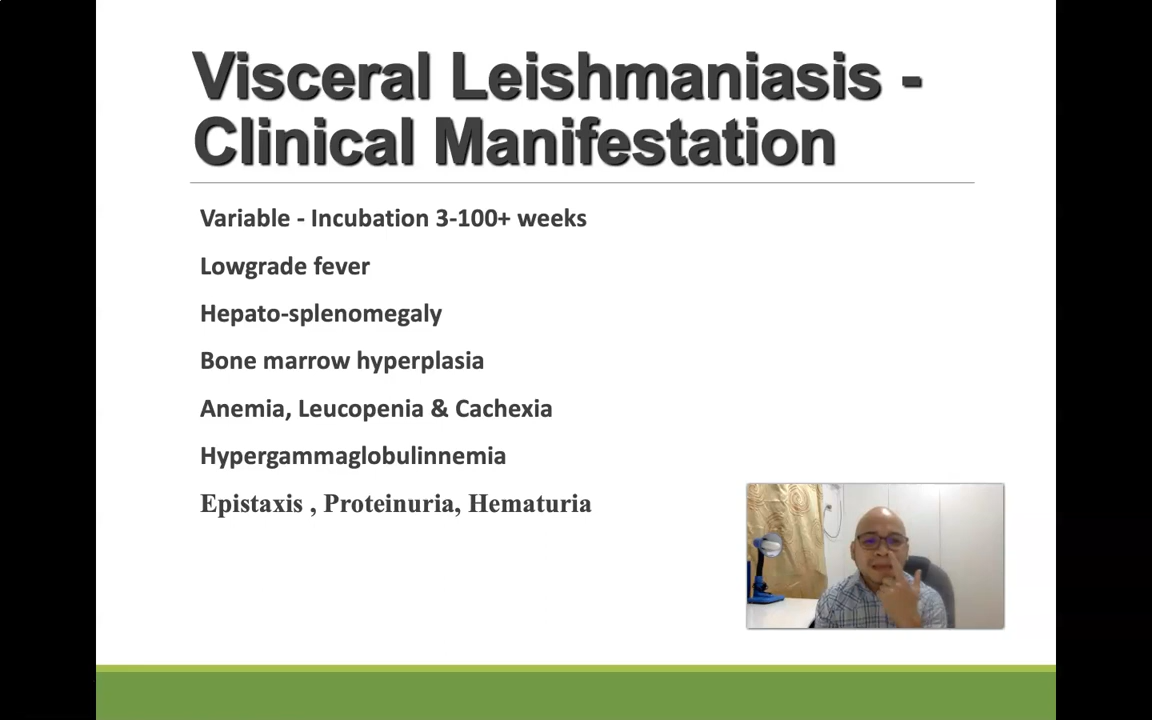 Visceral Leishmaniasis -
Clinical Manifestation
Variable - Incubation 3-100+ weeks
Lowgrade fever
Hepato-splenomegaly
Bone marrow hyperplasia
Anemia, Leucopenia & Cachexia
Hypergammaglobulinnemia
Epistaxis , Proteinuria, Hematuria